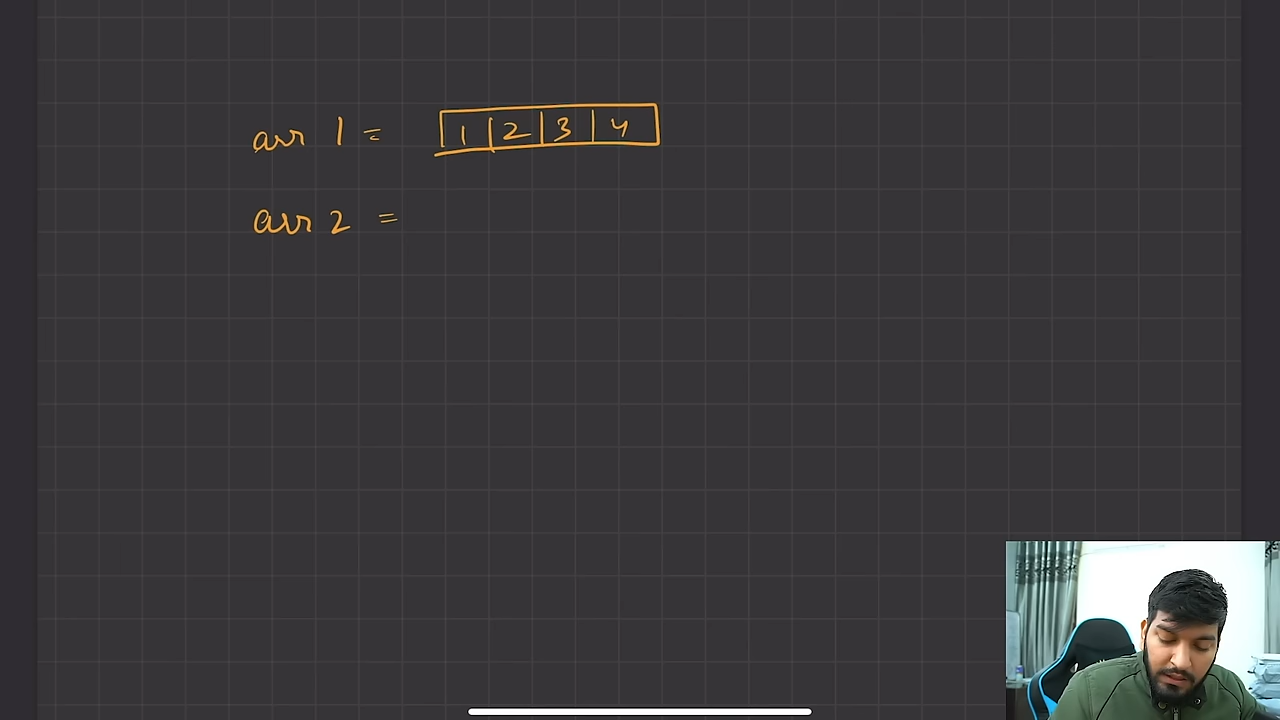 arr 1 = 1 2 3 4
arr 2 =